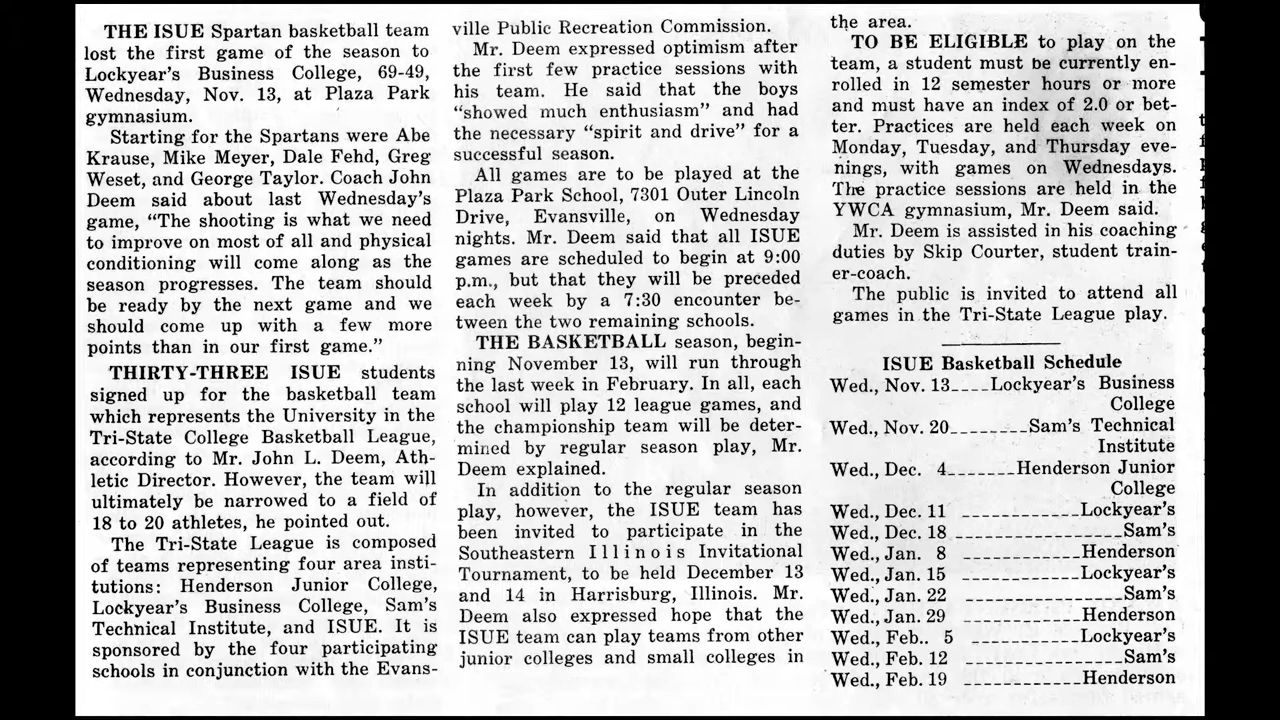 THE ISUE Spartan basketball team
lost the first game of the season to
Lockyear's Business College, 69-49,
Wednesday, Nov. 13, at Plaza Park
gymnasium.
Starting for the Spartans were Abe
Krause, Mike Meyer, Dale Fehd, Greg
Weset, and George Taylor. Coach John
Deem said about last Wednesday's
game, "The shooting is what we need
to improve on most of all and physical
conditioning will come along as the
season progresses. The team should
be ready by the next game and we
should come up with a few more
points than in our first game."
THIRTY-THREE ISUE students
signed up for the basketball team
which represents the University in the
Tri-State College Basketball League,
according to Mr. John L. Deem, Ath-
letic Director. However, the team will
ultimately be narrowed to a field of
18 to 20 athletes, he pointed out.
The Tri-State League is composed
of teams representing four area insti-
tutions: Henderson Junior College,
Lockyear's Business College, Sam's
Technical Institute, and ISUE. It is
sponsored by the four participating
schools in conjunction with the Evans-
ville Public Recreation Commission.
Mr. Deem expressed optimism after
the first few practice sessions with
his team. He said that the boys
"showed much enthusiasm" and had
the necessary "spirit and drive" for a
successful season.
All games are to be played at the
Plaza Park School, 7301 Outer Lincoln
Drive, Evansville, on Wednesday
nights. Mr. Deem said that all ISUE
games are scheduled to begin at 9:00
p.m., but that they will be preceded
each week by a 7:30 encounter be-
tween the two remaining schools.
THE BASKETBALL season, begin-
ning November 13, will run through
the last week in February. In all, each
school will play 12 league games, and
the championship team will be deter-
mined by regular season play, Mr.
Deem explained.
In addition to the regular season
play, however, the ISUE team has
been invited to participate in the
Southeastern Illinois Invitational
Tournament, to be held December 13
and 14 in Harrisburg, Illinois. Mr.
Deem also expressed hope that the
ISUE team can play teams from other
junior colleges and small colleges in
the area.
TO BE ELIGIBLE to play on the
team, a student must be currently en-
rolled in 12 semester hours or more
and must have an index of 2.0 or bet-
ter. Practices are held each week on
Monday, Tuesday, and Thursday eve-
nings, with games on Wednesdays.
The practice sessions are held in the
YWCA gymnasium, Mr. Deem said.
Mr. Deem is assisted in his coaching
duties by Skip Courter, student train-
er-coach.
The public is invited to attend all
games in the Tri-State League play.
ISUE Basketball Schedule
Wed., Nov. 13____Lockyear's Business
College
Wed., Nov. 20________Sam's Technical
Institute
Wed., Dec. 4_______Henderson Junior
College
Wed., Dec. 11 ____________Lockyear's
Wed., Dec. 18 _________________Sam's
Wed., Jan. 8 ____________Henderson
Wed., Jan. 15 ____________Lockyear's
Wed., Jan. 22 ________________Sam's
Wed., Jan. 29 ____________Henderson
Wed., Feb.. 5 _____________Lockyear's
Wed., Feb. 12 ________________Sam's
Wed., Feb. 19 ____________Henderson